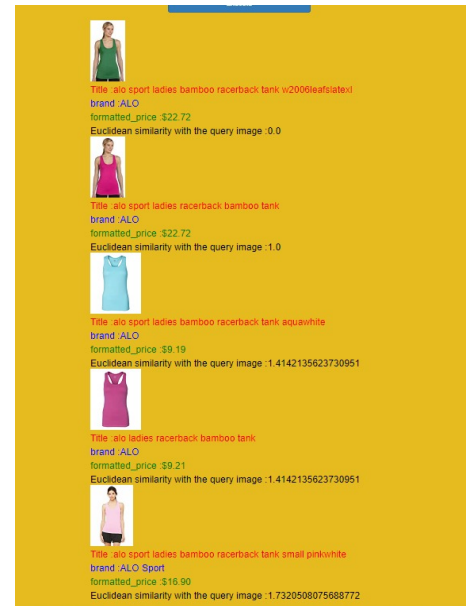 Title :alo sport ladies bamboo racerback tank w2006leafslatexl
brand :ALO
formatted_price :$22.72
Euclidean similarity with the query image :0.0
Title :alo sport ladies racerback bamboo tank
brand :ALO
formatted_price :$22.72
Euclidean similarity with the query image :1.0
Title :alo sport ladies bamboo racerback tank aquawhite
brand :ALO
formatted_price :$9.19
Euclidean similarity with the query image :1.4142135623730951
Title :alo ladies racerback bamboo tank
brand :ALO
formatted_price :$9.21
Euclidean similarity with the query image :1.4142135623730951
Title :alo sport ladies bamboo racerback tank small pinkwhite
brand :ALO Sport
formatted_price :$16.90
Euclidean similarity with the query image :1.7320508075688772